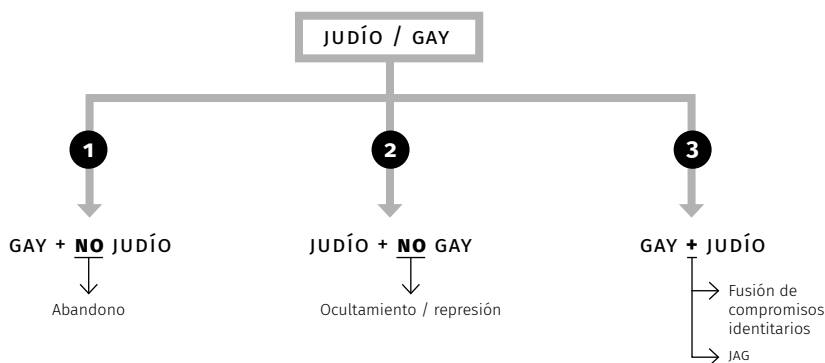 JUDÍO / GAY
1
2
3
GAY + NO JUDÍO
JUDÍO + NO GAY
GAY + JUDÍO
Abandono
Ocultamiento / represión
Fusión de
compromisos
identitarios
JAG